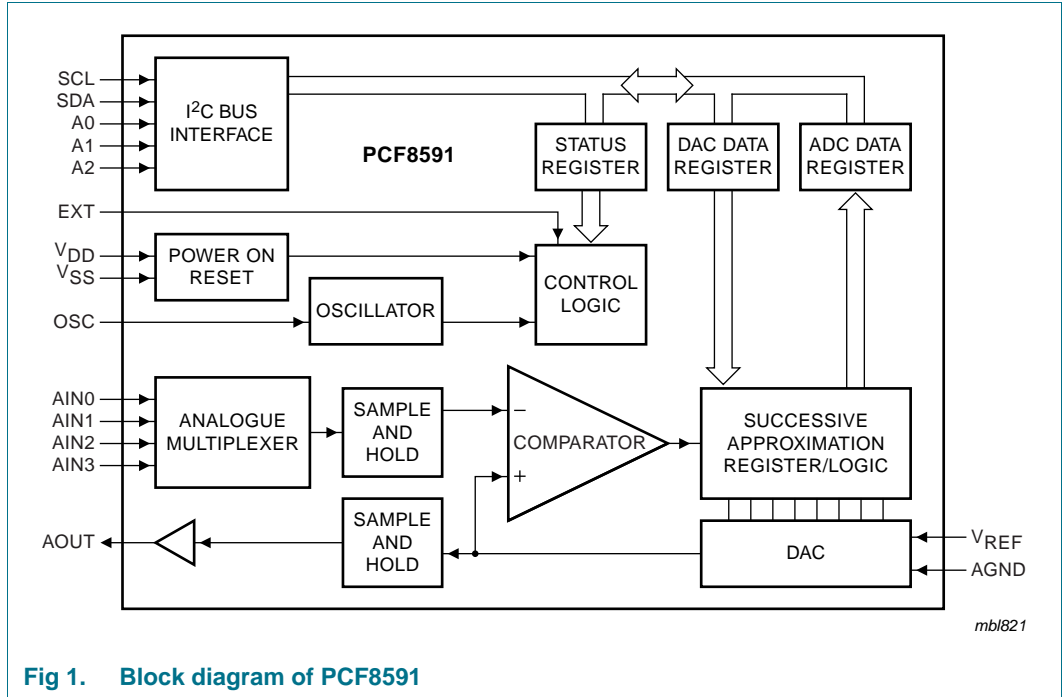 SCL
SDA
A0
A1
A2
I2C BUS
INTERFACE
PCF8591
STATUS
REGISTER
DAC DATA
REGISTER
ADC DATA
REGISTER
EXT
VDD
VSS
POWER ON
RESET
CONTROL
LOGIC
OSC
OSCILLATOR
AIN0
AIN1
AIN2
AIN3
ANALOGUE
MULTIPLEXER
SAMPLE
AND
HOLD
−
COMPARATOR
+
SUCCESSIVE
APPROXIMATION
REGISTER/LOGIC
AOUT
SAMPLE
AND
HOLD
DAC
VREF
AGND
mbl821
Fig 1. Block diagram of PCF8591